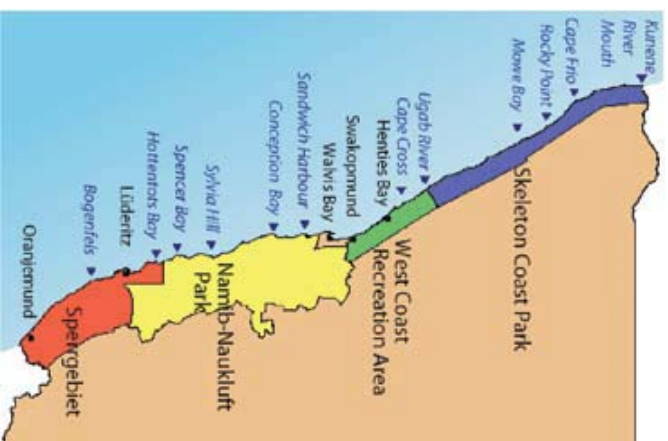 Kunene
River
Mouth
Cape Frio
Rocky Point
Mowe Bay
Skeleton Coast Park
Ugab River
Cape Cross
Henties Bay
West Coast
Recreation Area
Swakopmund
Walvis Bay
Sandwich Harbour
Conception Bay
Namib-Naukluft
Park
Sylvia Hill
Spencer Bay
Hottentots Bay
Lüderitz
Bogenfels
Sperrgebiet
Oranjemund